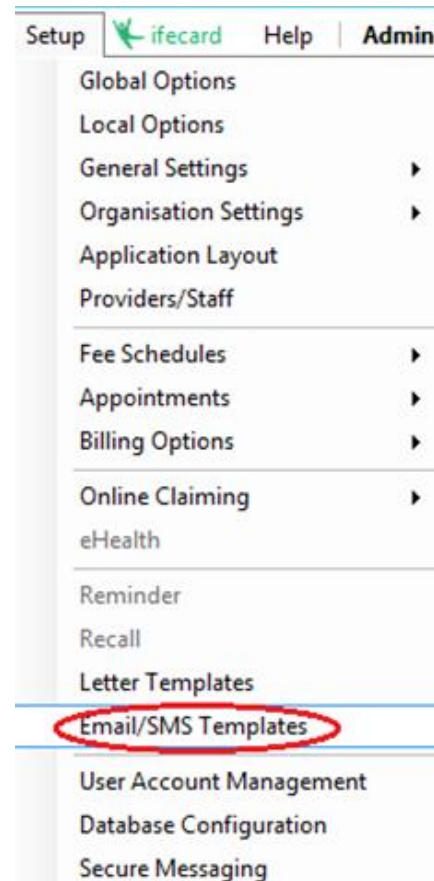 Setup ifecard Help | Admin
Global Options
Local Options
General Settings
Organisation Settings
Application Layout
Providers/Staff
Fee Schedules
Appointments
Billing Options
Online Claiming
eHealth
Reminder
Recall
Letter Templates
Email/SMS Templates
User Account Management
Database Configuration
Secure Messaging